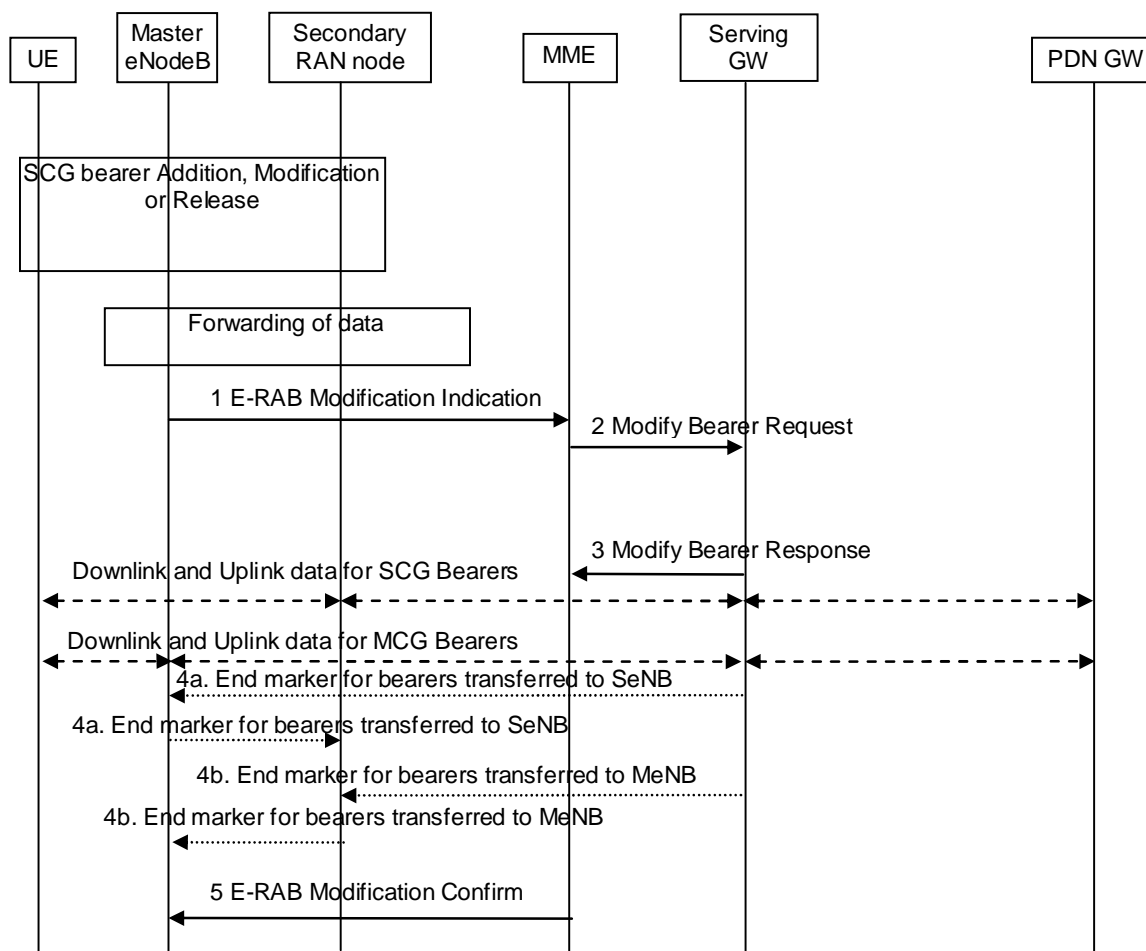 UE
Master
eNodeB
Secondary
RAN node
MME
Serving
GW
PDN GW
SCG bearer Addition, Modification
or Release
Forwarding of data
1 E-RAB Modification Indication
2 Modify Bearer Request
3 Modify Bearer Response
Downlink and Uplink data for SCG Bearers
Downlink and Uplink data for MCG Bearers
4a. End marker for bearers transferred to SeNB
4a. End marker for bearers transferred to SeNB
4b. End marker for bearers transferred to MeNB
4b. End marker for bearers transferred to MeNB
5 E-RAB Modification Confirm